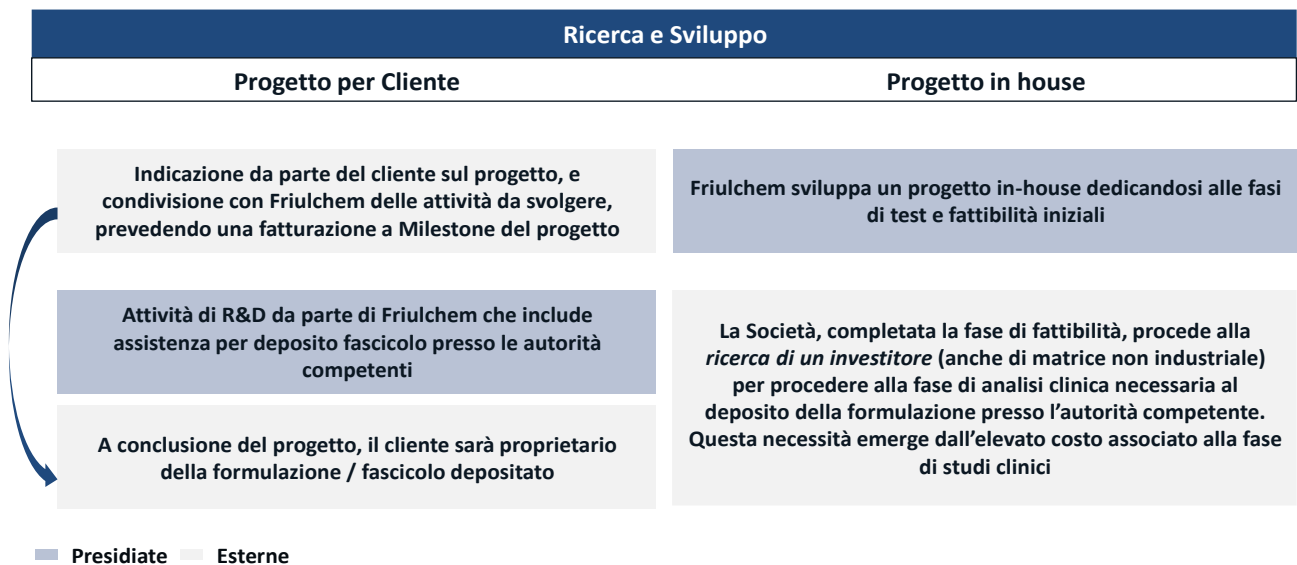 Ricerca e Sviluppo
Progetto per Cliente
Progetto in house
Indicazione da parte del cliente sul progetto, e
condivisione con Friulchem delle attività da svolgere,
prevedendo una fatturazione a Milestone del progetto
Friulchem sviluppa un progetto in-house dedicandosi alle fasi
di test e fattibilità iniziali
Attività di R&D da parte di Friulchem che include
assistenza per deposito fascicolo presso le autorità
competenti
A conclusione del progetto, il cliente sarà proprietario
della formulazione / fascicolo depositato
La Società, completata la fase di fattibilità, procede alla
ricerca di un investitore (anche di matrice non industriale)
per procedere alla fase di analisi clinica necessaria al
deposito della formulazione presso l’autorità competente.
Questa necessità emerge dall’elevato costo associato alla fase
di studi clinici
Presidiate
Esterne